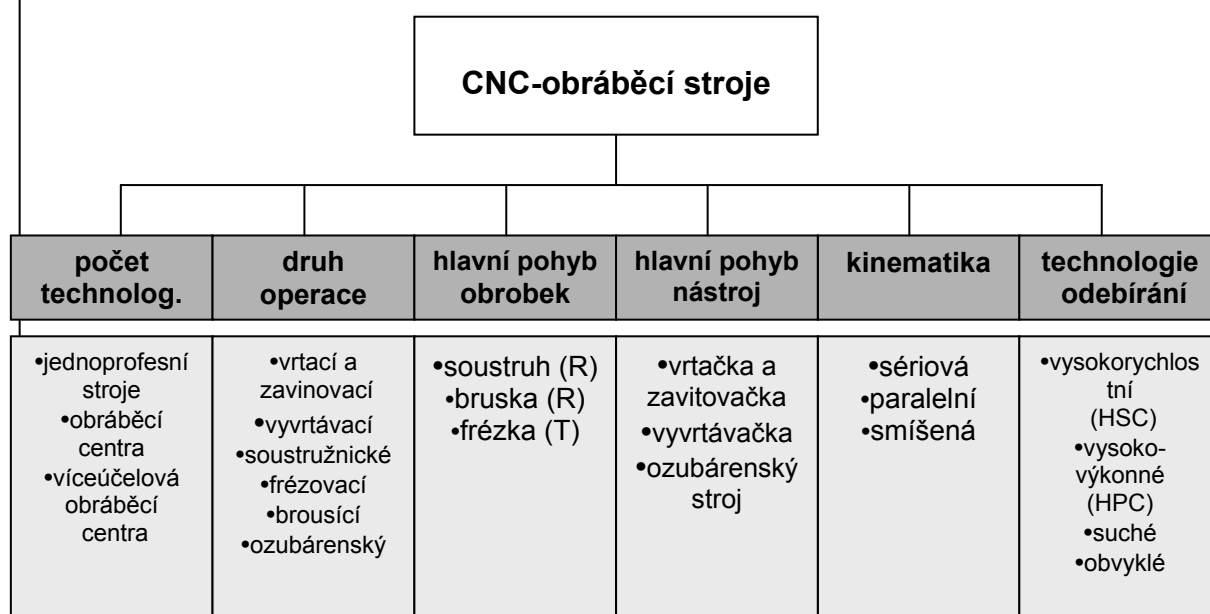 CNC-obráběcí stroje
počet
technolog.
druh
operace
hlavní pohyb
obrobek
hlavní pohyb
nástroj
kinematika
technologie
odebírání
•jednoprofesní
stroje
•obráběcí
centra
•víceúčelová
obráběcí
centra
•vrtací a
zavinovací
•vyvrtávací
•soustružnické
•frézovací
•brousící
•ozubárenský
•soustruh (R)
•bruska (R)
•frézka (T)
•vrtačka a
zavitovačka
•vyvrtávačka
•ozubárenský
stroj
•sériová
•paralelní
•smíšená
•vysokorychlos
tní
(HSC)
•vysoko-
výkonné
(HPC)
•suché
•obvyklé